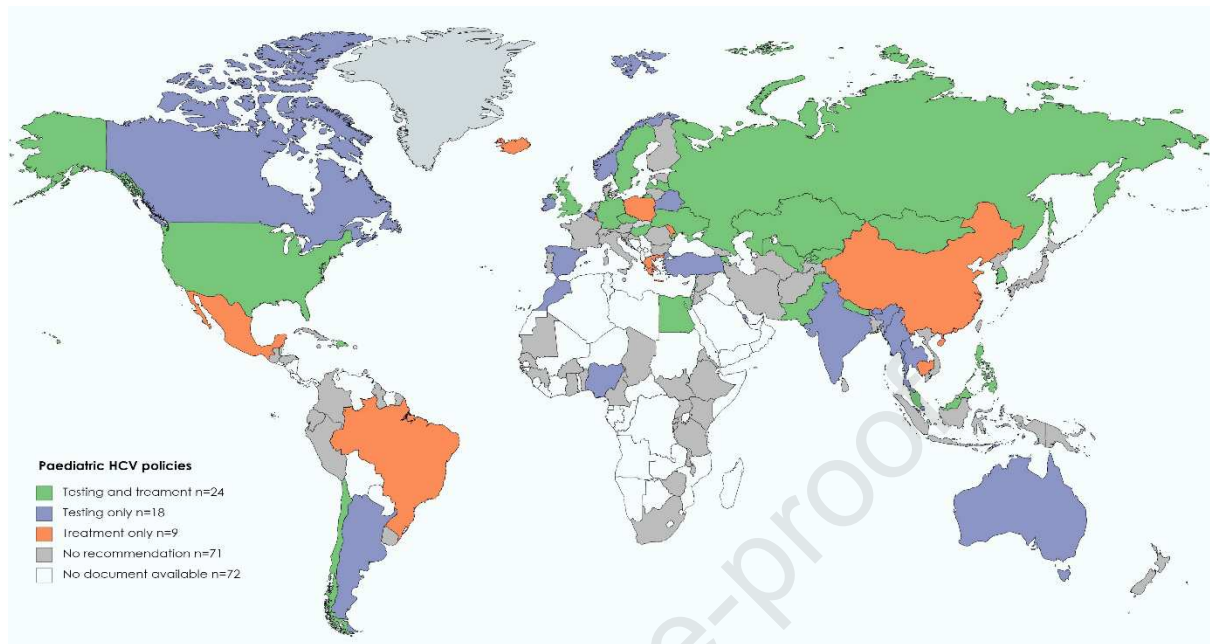 Paediatric HCV policies
Testing and treament n=24
Testing only n=18
Treatment only n=9
No recommendation n=71
No document available n=72
e-proof